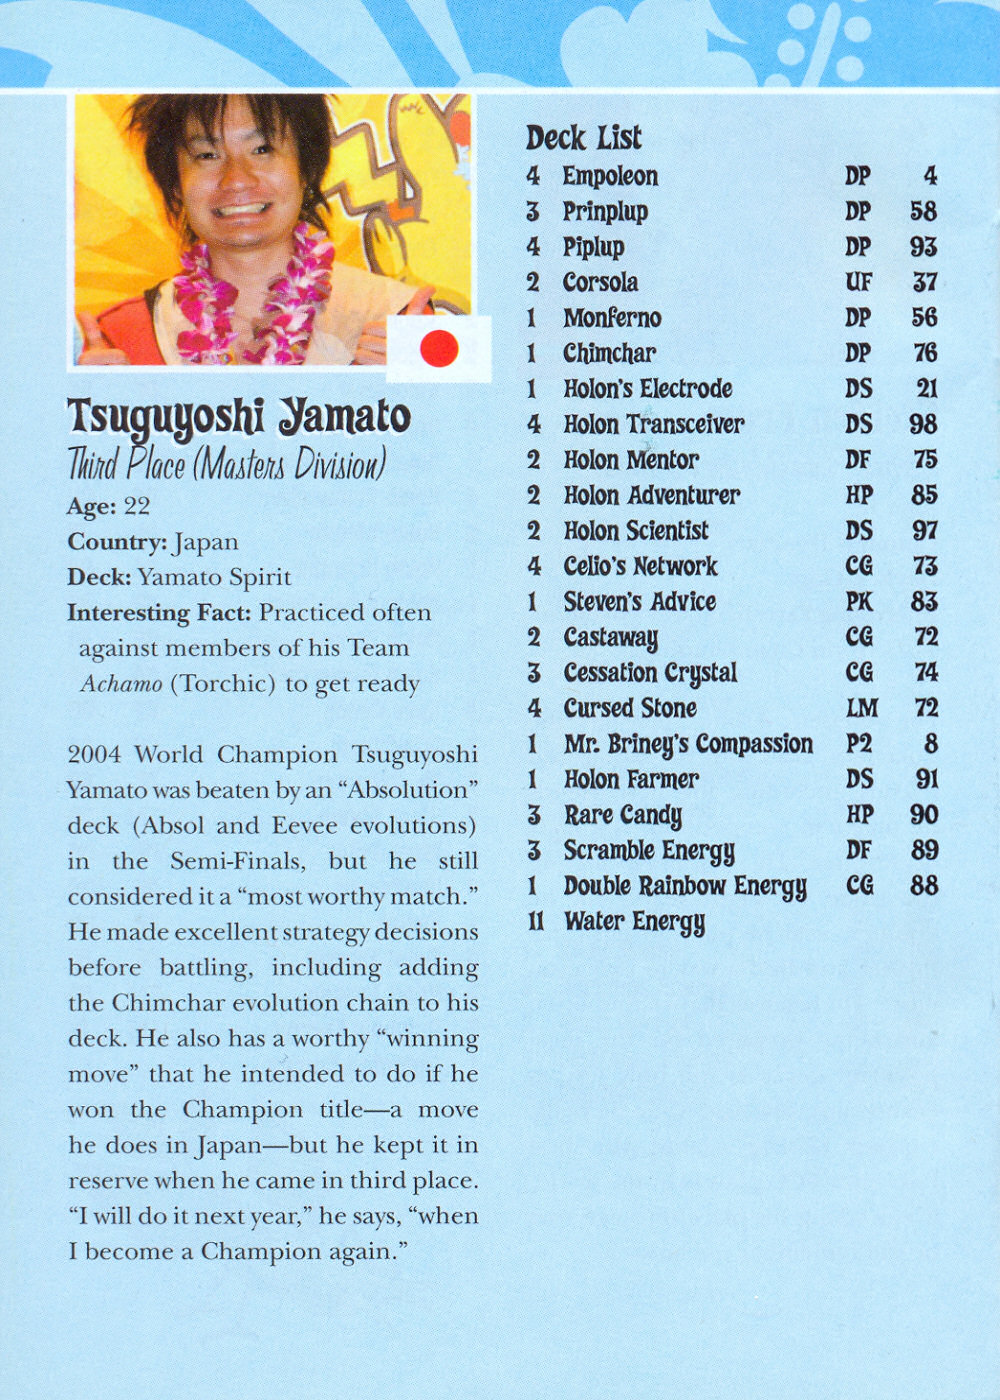 Tsuguyoshi Yamato
Third Place (Masters Division)
Age: 22
Country: Japan
Deck: Yamato Spirit
Interesting Fact: Practiced often
against members of his Team
Achamo (Torchic) to get ready
2004 World Champion Tsuguyoshi
Yamato was beaten by an “Absolution”
deck (Absol and Eevee evolutions)
in the Semi-Finals, but he still
considered it a “most worthy match.”
He made excellent strategy decisions
before battling, including adding
the Chimchar evolution chain to his
deck. He also has a worthy “winning
move” that he intended to do if he
won the Champion title—a move
he does in Japan—but he kept it in
reserve when he came in third place.
“I will do it next year,” he says, “when
I become a Champion again.”
Deck List
4 Empoleon DP 4
3 Prinplup DP 58
4 Piplup DP 93
2 Corsola UF 37
1 Monferno DP 56
1 Chimchar DP 76
1 Holon's Electrode DS 21
4 Holon Transceiver DS 98
2 Holon Mentor DF 75
2 Holon Adventurer HP 85
2 Holon Scientist DS 97
4 Celio's Network CG 73
1 Steven's Advice PK 83
2 Castaway CG 72
3 Cessation Crystal CG 74
4 Cursed Stone LM 72
1 Mr. Briney's Compassion P2 8
1 Holon Farmer DS 91
3 Rare Candy HP 90
3 Scramble Energy DF 89
1 Double Rainbow Energy CG 88
11 Water Energy